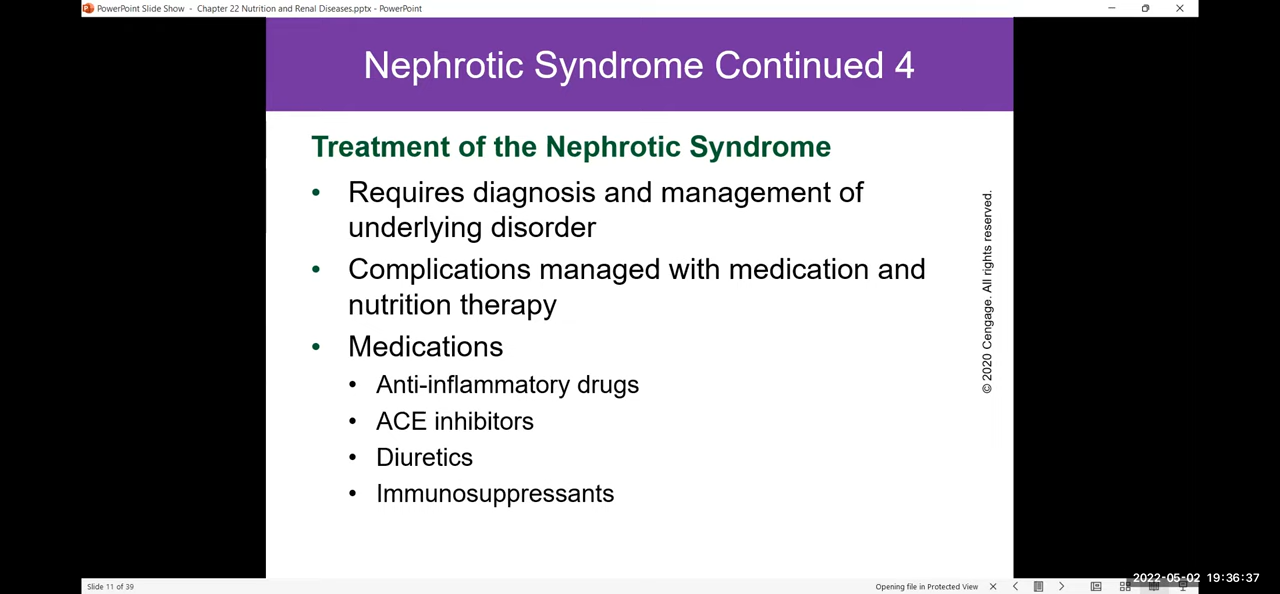 PowerPoint Slide Show - Chapter 22 Nutrition and Renal Diseases.pptx - PowerPoint
Nephrotic Syndrome Continued 4
Treatment of the Nephrotic Syndrome
• Requires diagnosis and management of
underlying disorder
• Complications managed with medication and
nutrition therapy
• Medications
• Anti-inflammatory drugs
• ACE inhibitors
• Diuretics
• Immunosuppressants
© 2020 Cengage. All rights reserved.
Slide 11 of 39
Opening file in Protected View
2022-05-02 19:36:37